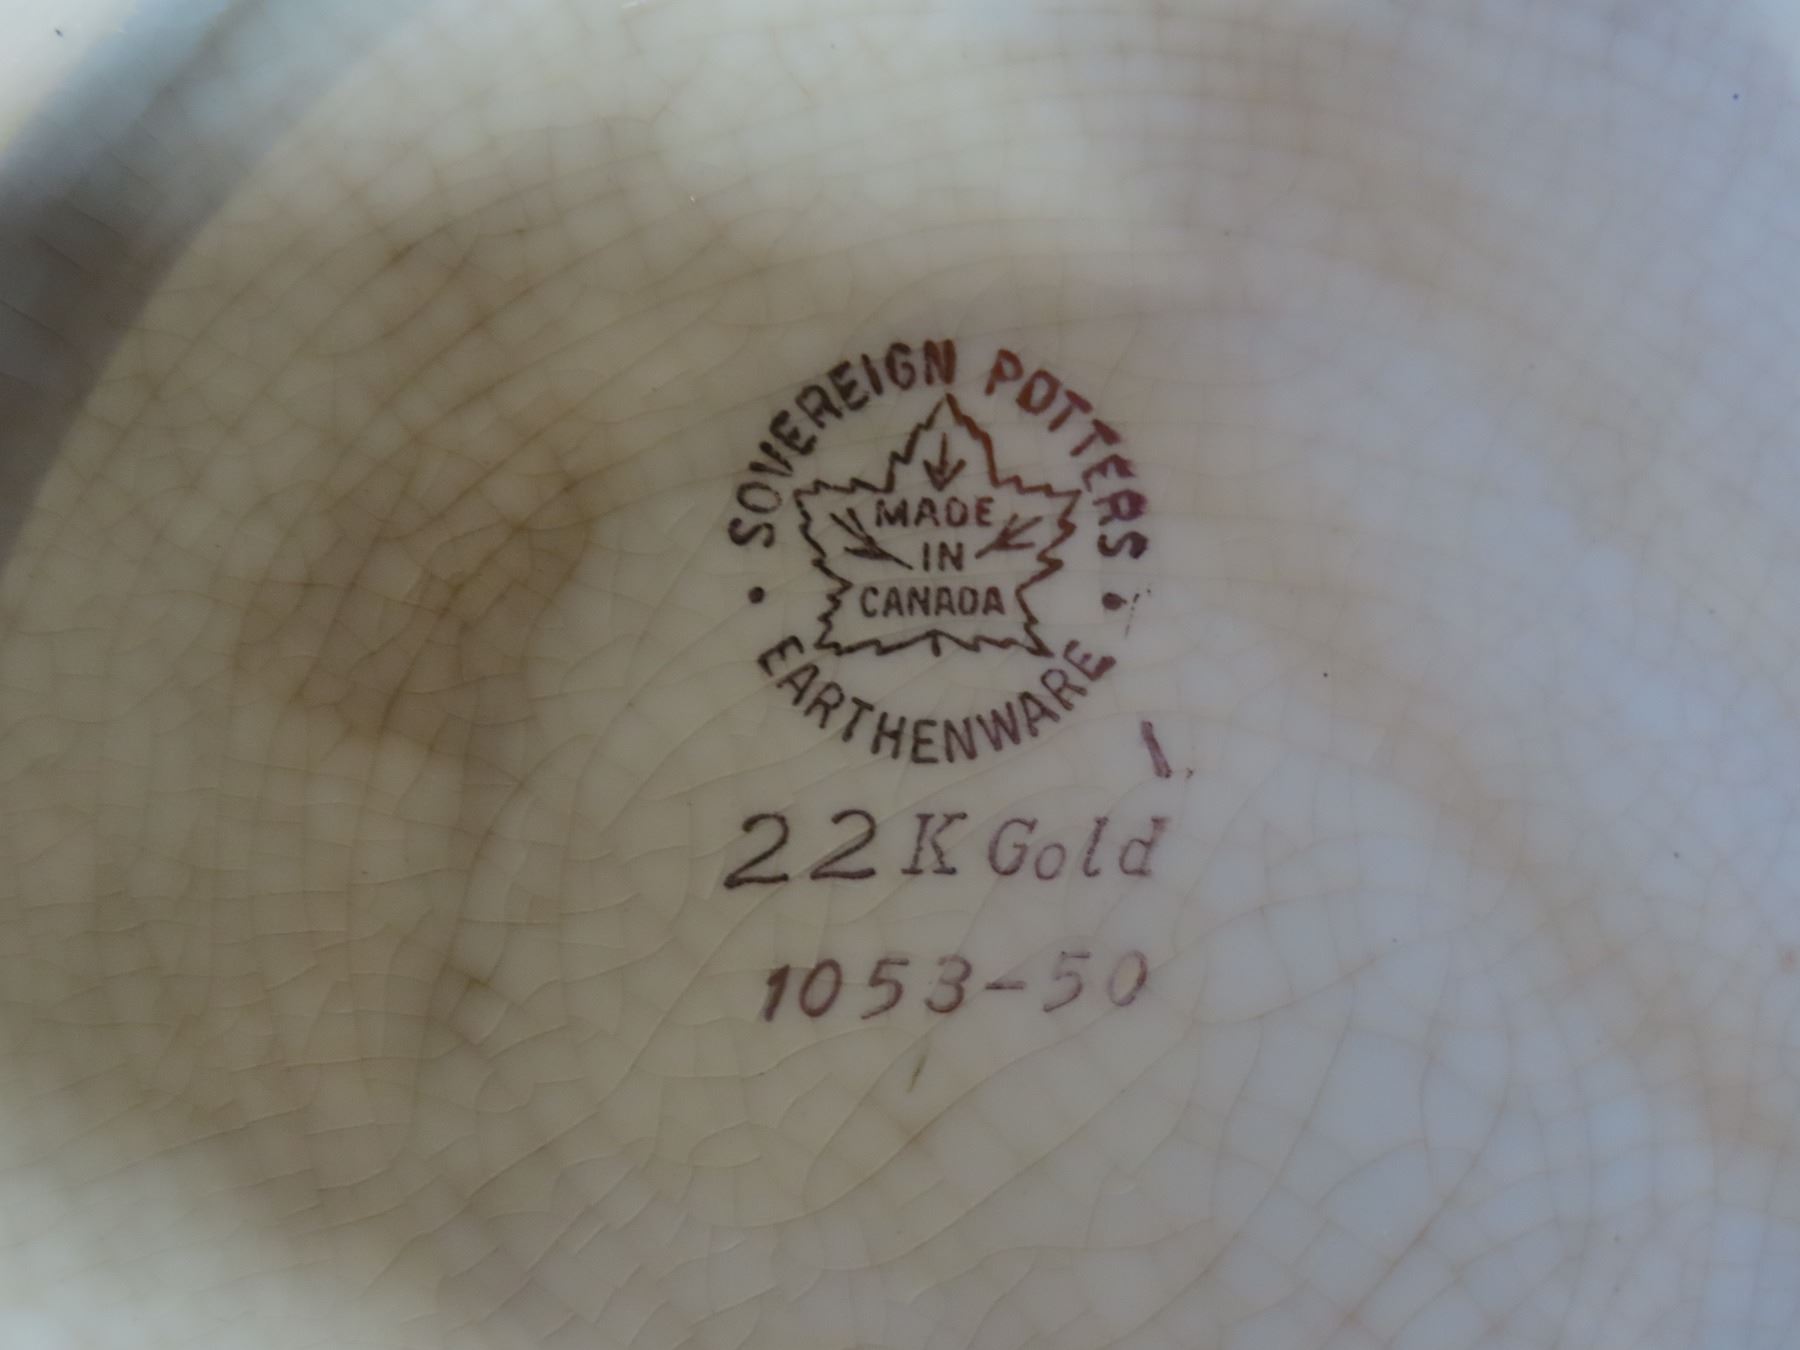 SOVEREIGN POTTERS
MADE
IN
CANADA
EARTHENWARE
22K Gold
1053-50